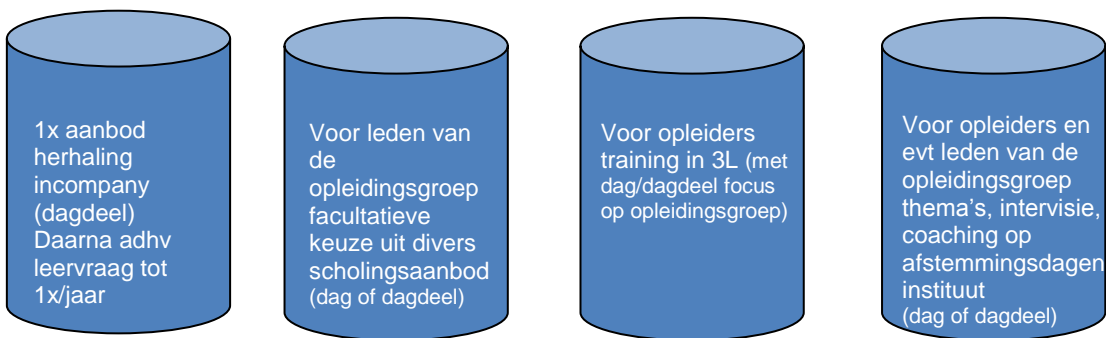 1x aanbod
herhaling
incompany
(dagdeel)
Daarna adhv
leervraag tot
1x/jaar
Voor leden van
de
opleidingsgroep
facultatieve
keuze uit divers
scholingsaanbod
(dag of dagdeel)
Voor opleiders
training in 3L (met
dag/dagdeel focus
op opleidingsgroep)
Voor opleiders en
evt leden van de
opleidingsgroep
thema's, intervisie,
coaching op
afstemmingsdagen
instituut
(dag of dagdeel)